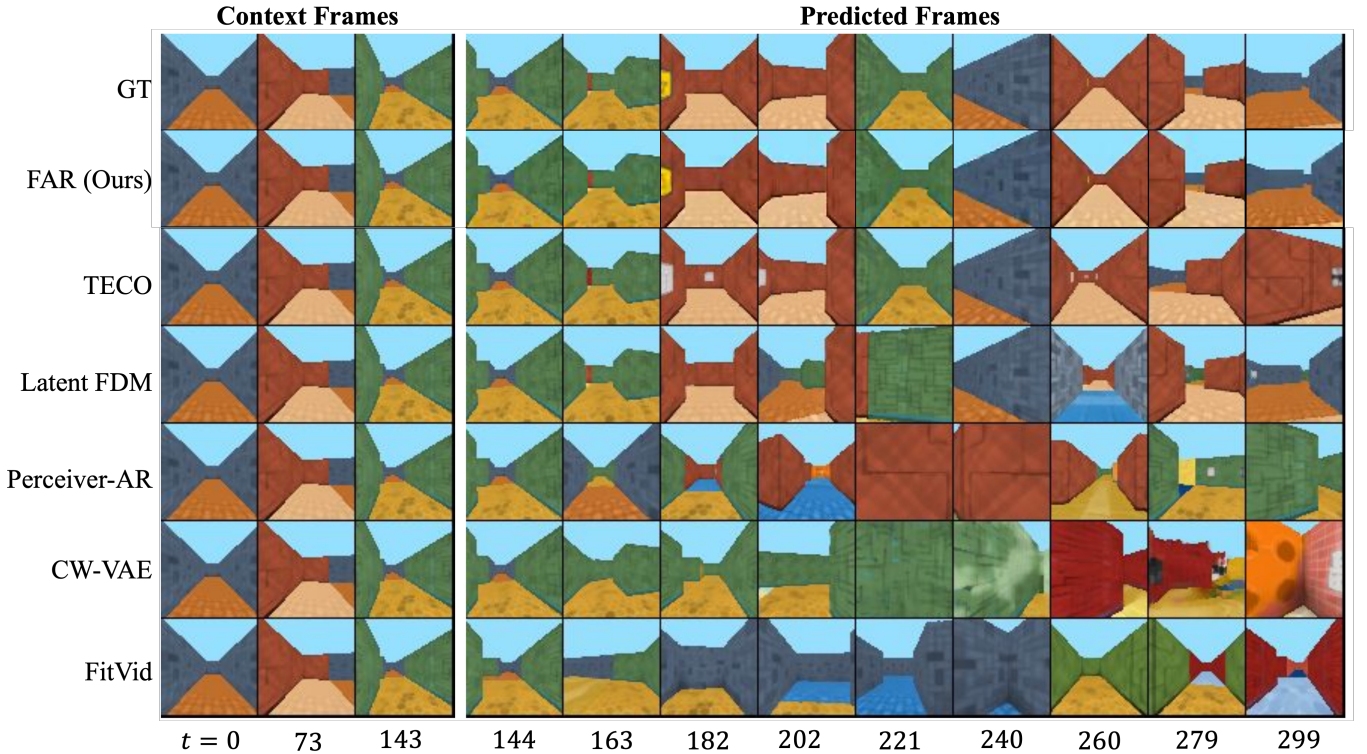 Context Frames Predicted Frames
GT
FAR (Ours)
TECO
Latent FDM
Perceiver-AR
CW-VAE
FitVid
t = 0 73 143 144 163 182 202 221 240 260 279 299